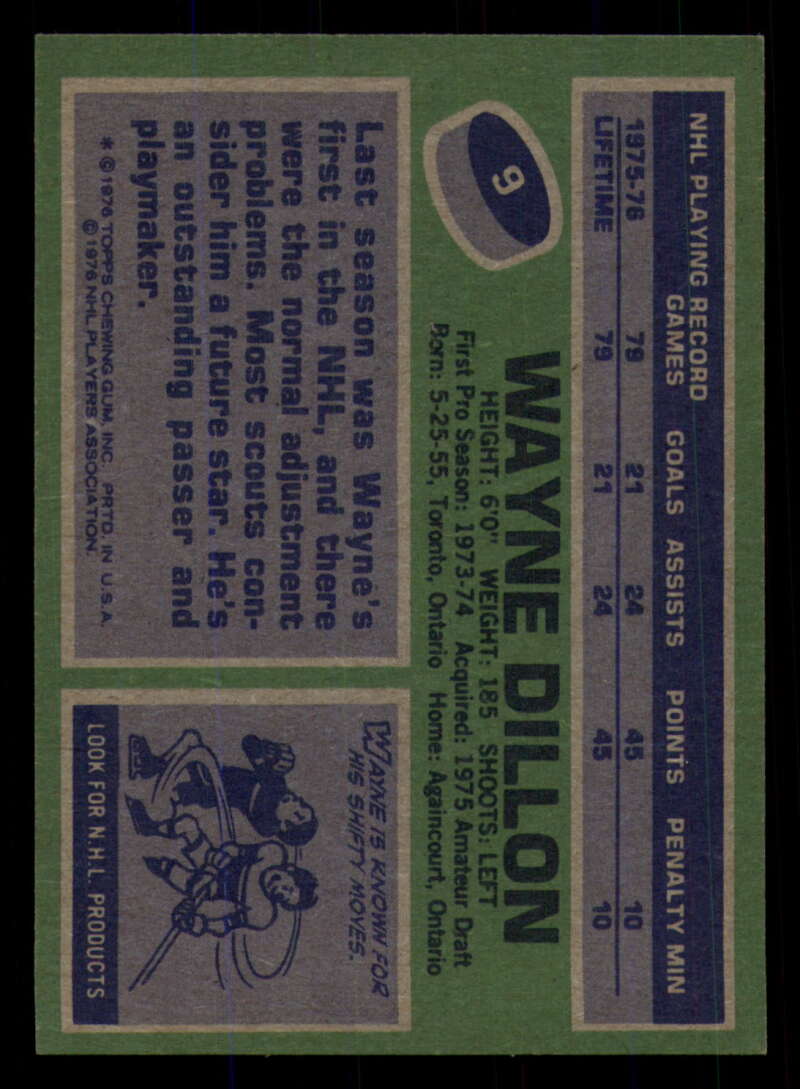 9
WAYNE DILLON
HEIGHT: 6'0" WEIGHT: 185 SHOOTS: LEFT
First Pro Season: 1973-74 Acquired: 1975 Amateur Draft
Born: 5-25-55, Toronto, Ontario Home: Againcourt, Ontario
NHL PLAYING RECORD
GAMES GOALS ASSISTS POINTS PENALTY MIN
1975-76 79 21 24 45 10
LIFETIME 79 21 24 45 10
Last season was Wayne's
first in the NHL, and there
were the normal adjustment
problems. Most scouts con-
sider him a future star. He's
an outstanding passer and
playmaker.
* © 1976 TOPPS CHEWING GUM, INC. PRTD. IN U.S.A.
© 1976 NHL PLAYERS ASSOCIATION.
WAYNE IS KNOWN FOR
HIS SHIFTY MOVES.
LOOK FOR N.H.L. PRODUCTS